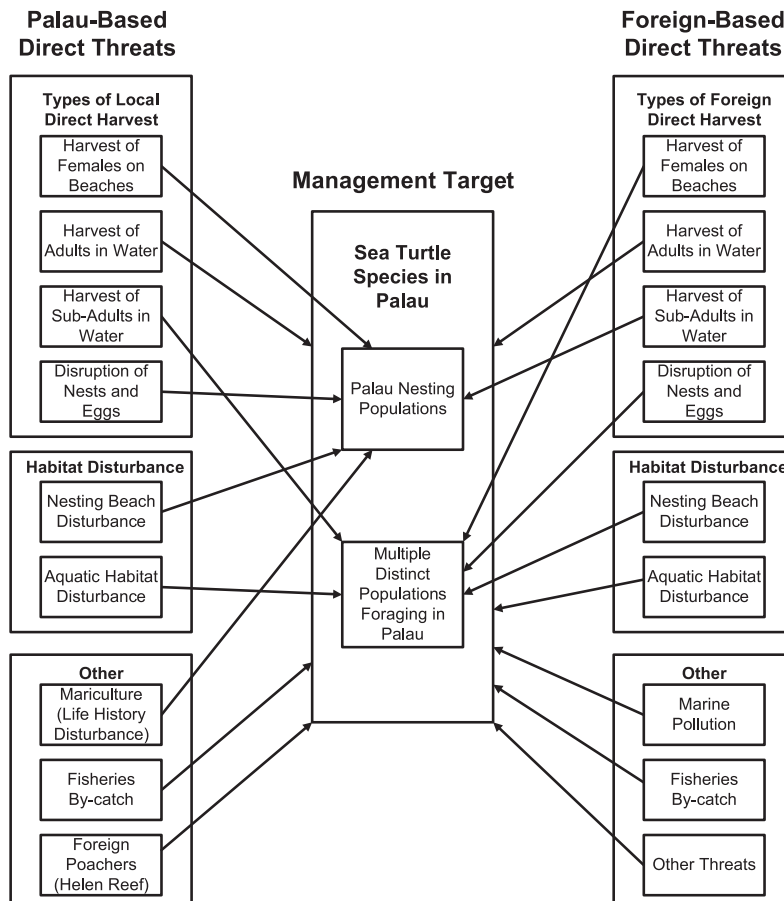 Palau-Based
Direct Threats
Types of Local
Direct Harvest
Harvest of
Females on
Beaches
Harvest of
Adults in Water
Harvest of
Sub-Adults in
Water
Disruption of
Nests and
Eggs
Habitat Disturbance
Nesting Beach
Disturbance
Aquatic Habitat
Disturbance
Other
Mariculture
(Life History
Disturbance)
Fisheries
By-catch
Foreign
Poachers
(Helen Reef)
Management Target
Sea Turtle
Species in
Palau
Palau Nesting
Populations
Multiple
Distinct
Populations
Foraging in
Palau
Foreign-Based
Direct Threats
Types of Foreign
Direct Harvest
Harvest of
Females on
Beaches
Harvest of
Adults in Water
Harvest of
Sub-Adults in
Water
Disruption of
Nests and
Eggs
Habitat Disturbance
Nesting Beach
Disturbance
Aquatic Habitat
Disturbance
Other
Marine
Pollution
Fisheries
By-catch
Other Threats